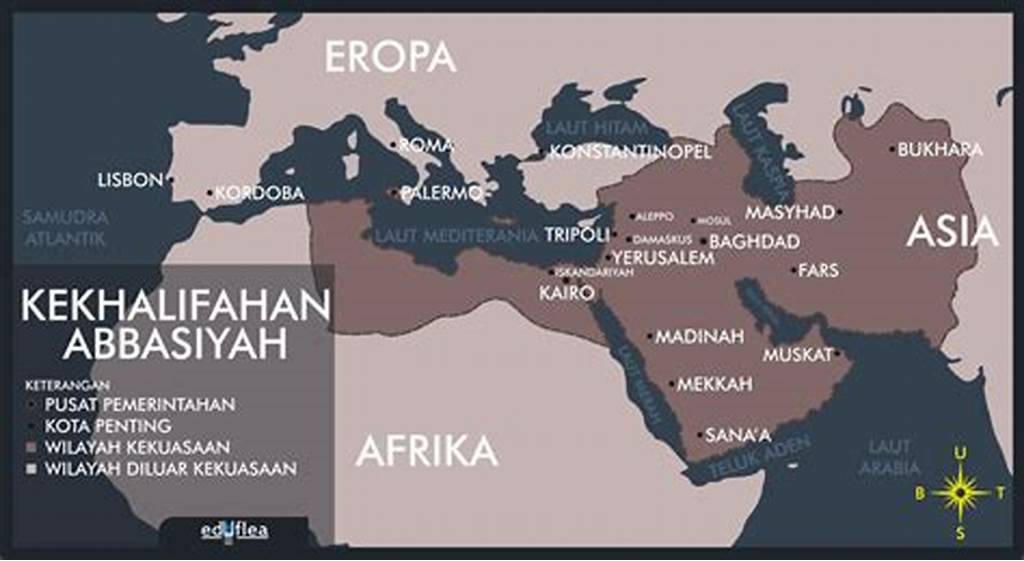 EROPA
LAUT HITAM
LAUT KASPIA
ROMA
KONSTANTINOPEL
BUKHARA
LISBON
KORDOBA
PALERMO
SAMUDRA
ATLANTIK
ALEPPO
MOSUL
MASYHAD
LAUT MEDITERANIA
TRIPOLI
DAMASKUS
BAGHDAD
ASIA
YERUSALEM
ISKANDARIYAH
FARS
KAIRO
KEKHALIFAHAN
ABBASIYAH
MADINAH
MUSKAT
LAUT MERAH
MEKKAH
KETERANGAN
PUSAT PEMERINTAHAN
KOTA PENTING
WILAYAH KEKUASAAN
WILAYAH DILUAR KEKUASAAN
AFRIKA
SANA'A
TELUK ADEN
LAUT
ARABIA
U
B
T
S
eduflea